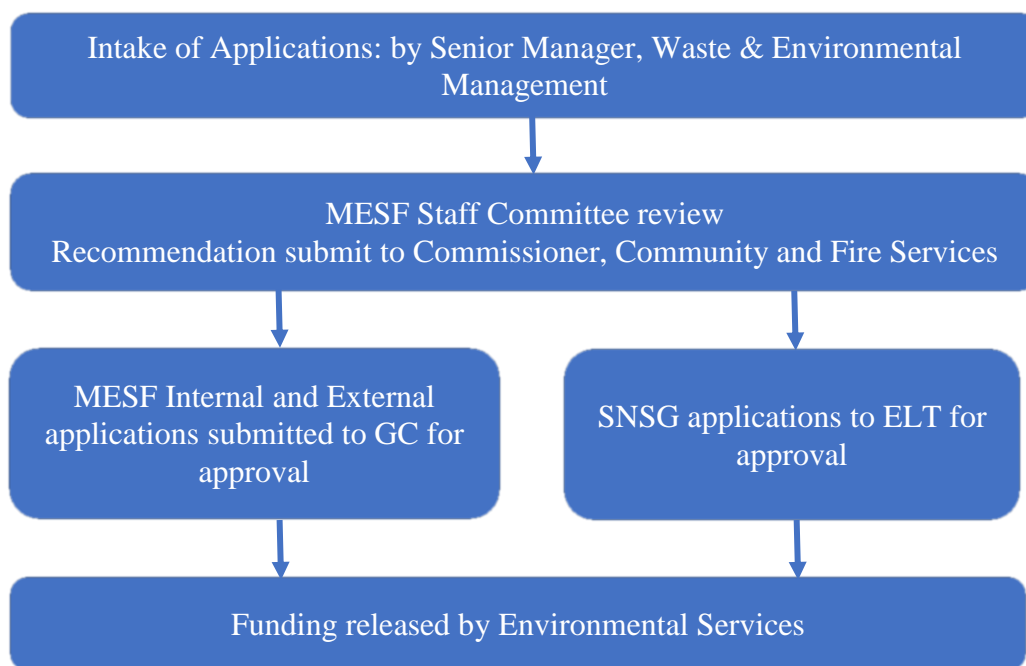 Intake of Applications: by Senior Manager, Waste & Environmental
Management
MESF Staff Committee review
Recommendation submit to Commissioner, Community and Fire Services
MESF Internal and External
applications submitted to GC for
approval
SNSG applications to ELT for
approval
Funding released by Environmental Services